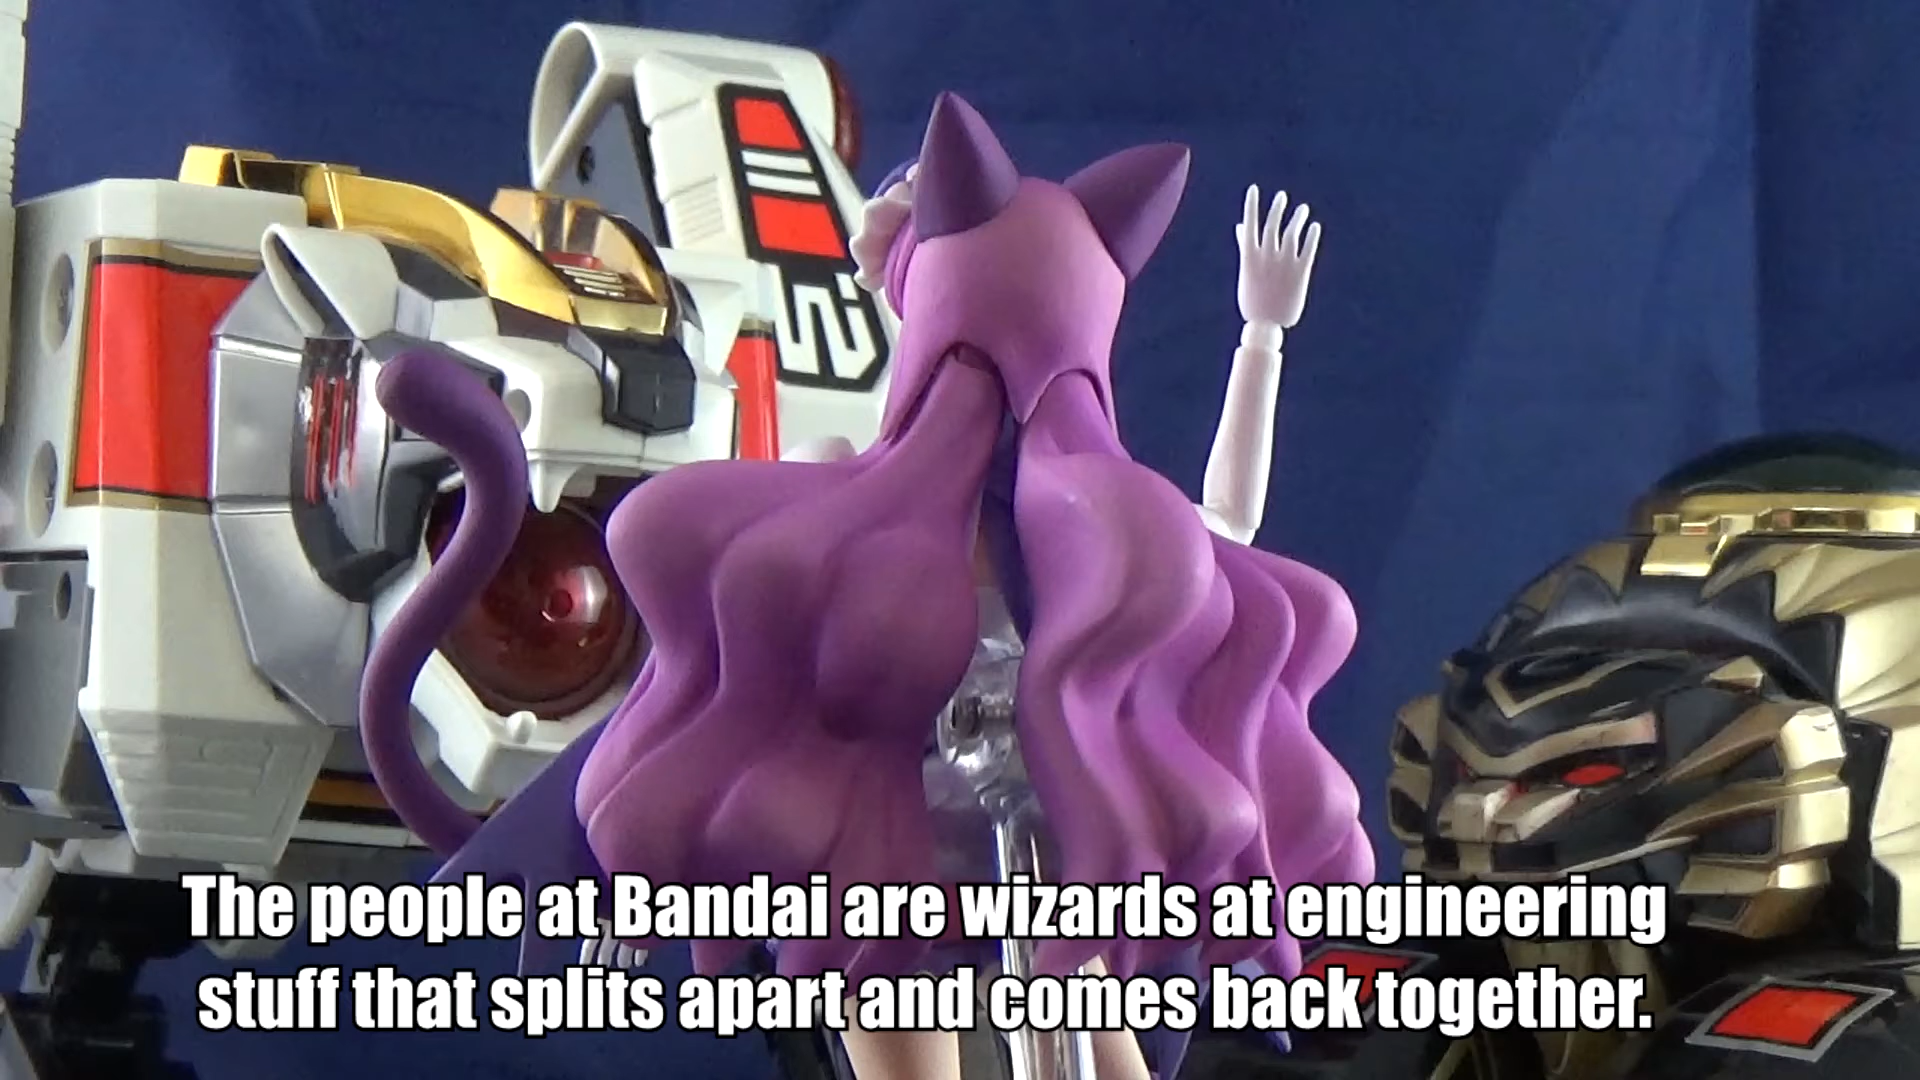 The people at Bandai are wizards at engineering
stuff that splits apart and comes back together.